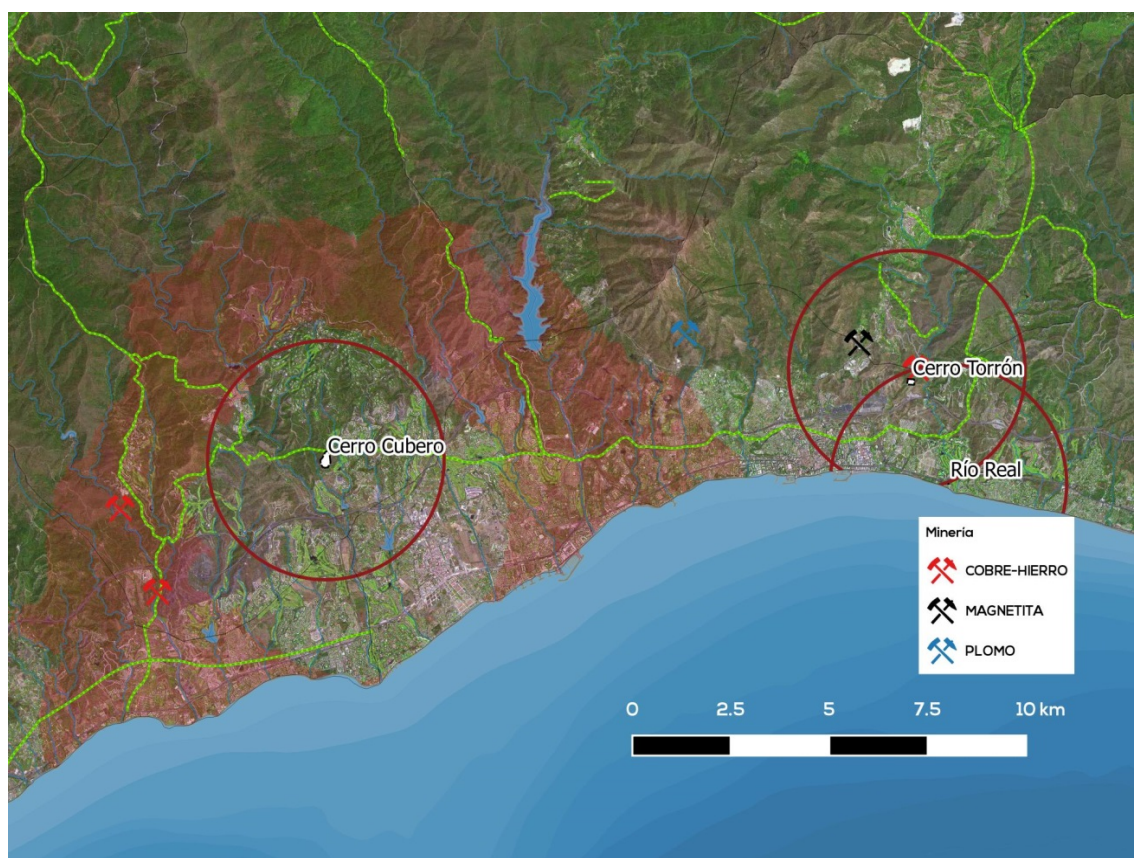 Cerro Torrón
Cerro Cubero
Río Real
Minería
COBRE-HIERRO
MAGNETITA
PLOMO
0 2.5 5 7.5 10 km